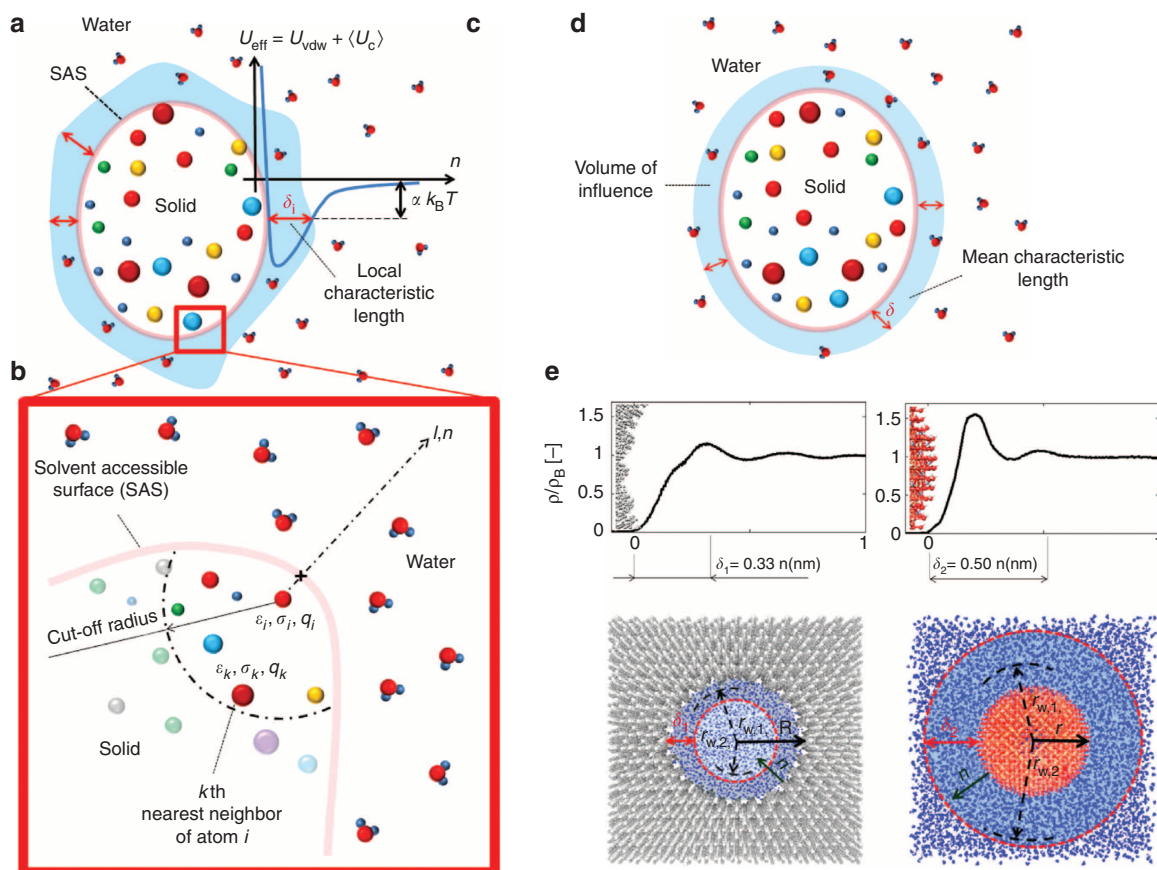 a
Water
SAS
Solid
U_eff = U_vdw + ⟨U_c⟩
c
n
α k_B T
δ_i
Local
characteristic
length
d
Water
Volume of
influence
Solid
Mean characteristic
length
δ
b
Solvent accessible
surface (SAS)
l,n
Water
Cut-off radius
ε_i, σ_i, q_i
ε_k, σ_k, q_k
Solid
kth
nearest neighbor
of atom i
e
ρ/ρ_B [–]
1.5
1
0.5
0
0
1
δ_1= 0.33 n(nm)
1.5
1
0.5
0
0
1
δ_2= 0.50 n(nm)
δ_1
r_w,1
r_w,2
R
n
δ_2
r_w,1
r
r_w,2
n